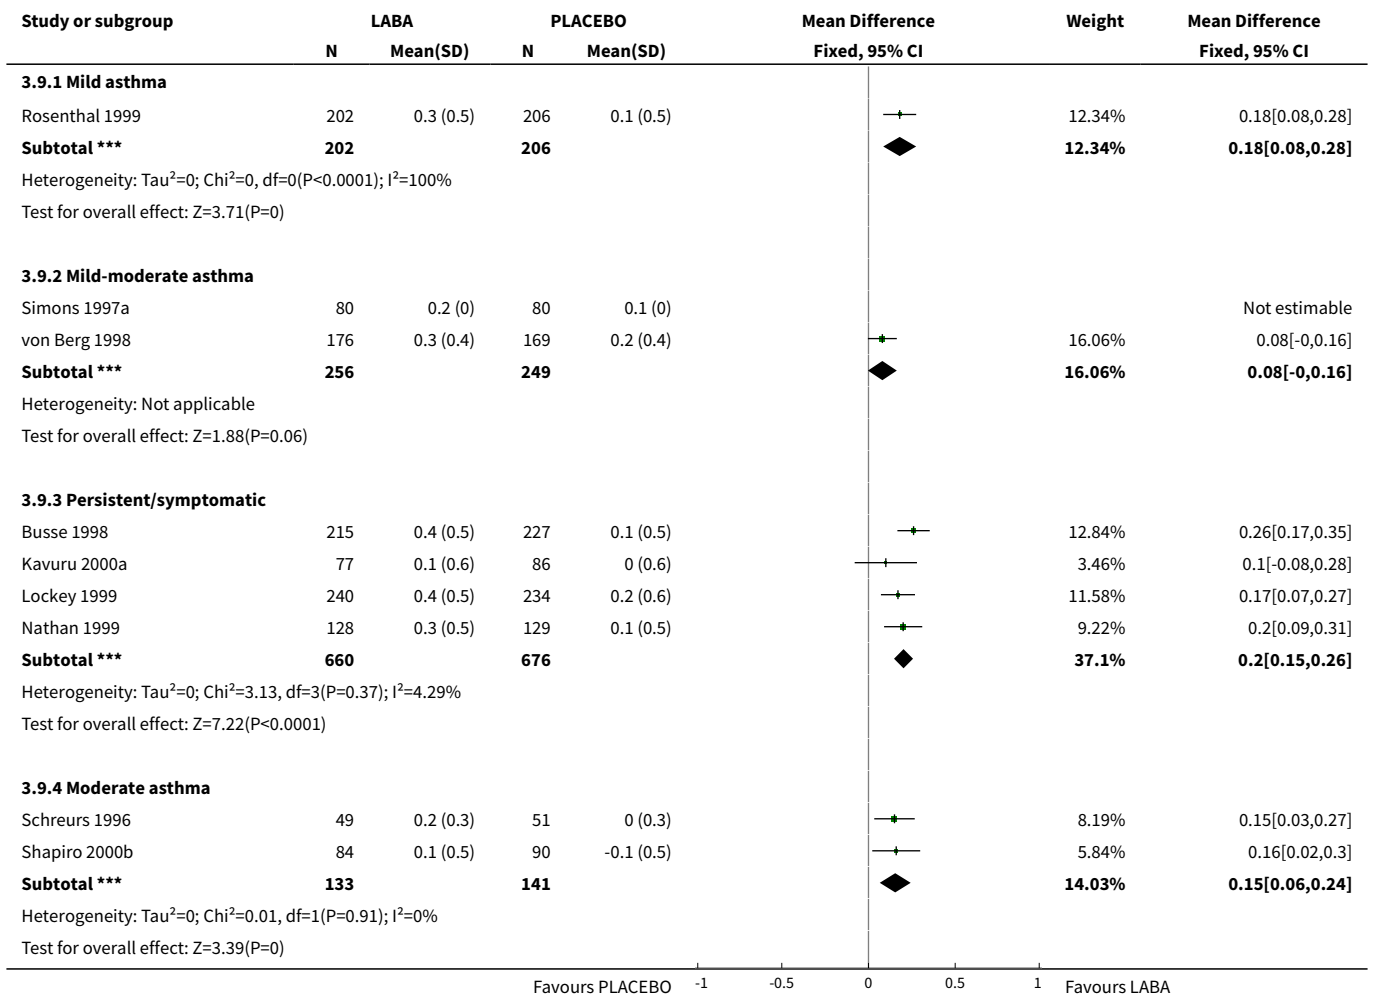 Study or subgroup LABA PLACEBO Mean Difference Weight Mean Difference
N Mean(SD) N Mean(SD) Fixed, 95% CI Fixed, 95% CI
3.9.1 Mild asthma
Rosenthal 1999 202 0.3 (0.5) 206 0.1 (0.5) 12.34% 0.18[0.08,0.28]
Subtotal *** 202 206 12.34% 0.18[0.08,0.28]
Heterogeneity: Tau²=0; Chi²=0, df=0(P<0.0001); I²=100%
Test for overall effect: Z=3.71(P=0)
3.9.2 Mild-moderate asthma
Simons 1997a 80 0.2 (0) 80 0.1 (0) Not estimable
von Berg 1998 176 0.3 (0.4) 169 0.2 (0.4) 16.06% 0.08[-0,0.16]
Subtotal *** 256 249 16.06% 0.08[-0,0.16]
Heterogeneity: Not applicable
Test for overall effect: Z=1.88(P=0.06)
3.9.3 Persistent/symptomatic
Busse 1998 215 0.4 (0.5) 227 0.1 (0.5) 12.84% 0.26[0.17,0.35]
Kavuru 2000a 77 0.1 (0.6) 86 0 (0.6) 3.46% 0.1[-0.08,0.28]
Lockey 1999 240 0.4 (0.5) 234 0.2 (0.6) 11.58% 0.17[0.07,0.27]
Nathan 1999 128 0.3 (0.5) 129 0.1 (0.5) 9.22% 0.2[0.09,0.31]
Subtotal *** 660 676 37.1% 0.2[0.15,0.26]
Heterogeneity: Tau²=0; Chi²=3.13, df=3(P=0.37); I²=4.29%
Test for overall effect: Z=7.22(P<0.0001)
3.9.4 Moderate asthma
Schreurs 1996 49 0.2 (0.3) 51 0 (0.3) 8.19% 0.15[0.03,0.27]
Shapiro 2000b 84 0.1 (0.5) 90 -0.1 (0.5) 5.84% 0.16[0.02,0.3]
Subtotal *** 133 141 14.03% 0.15[0.06,0.24]
Heterogeneity: Tau²=0; Chi²=0.01, df=1(P=0.91); I²=0%
Test for overall effect: Z=3.39(P=0)
Favours PLACEBO -1 -0.5 0 0.5 1 Favours LABA